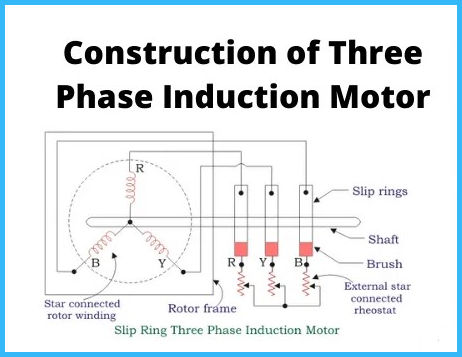 Construction of Three
Phase Induction Motor
R
Slip rings
Shaft
B
Y
R
Y
B
Brush
Star connected
rotor winding
Rotor frame
External star
connected
rheostat
Slip Ring Three Phase Induction Motor